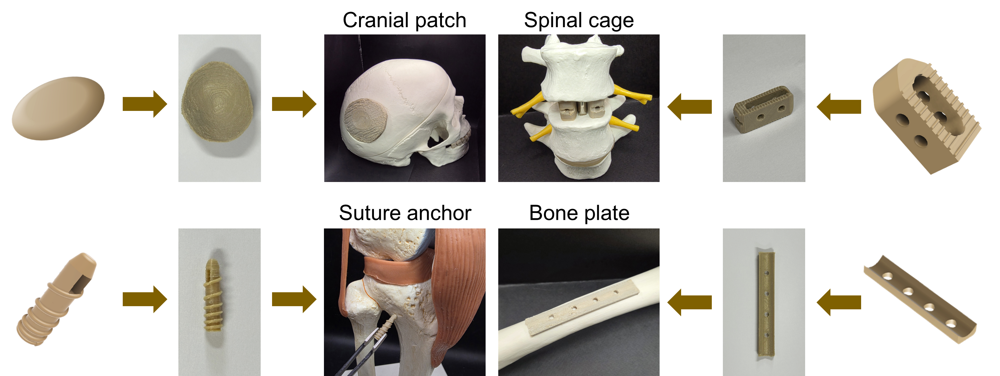 Cranial patch
Spinal cage
Suture anchor
Bone plate